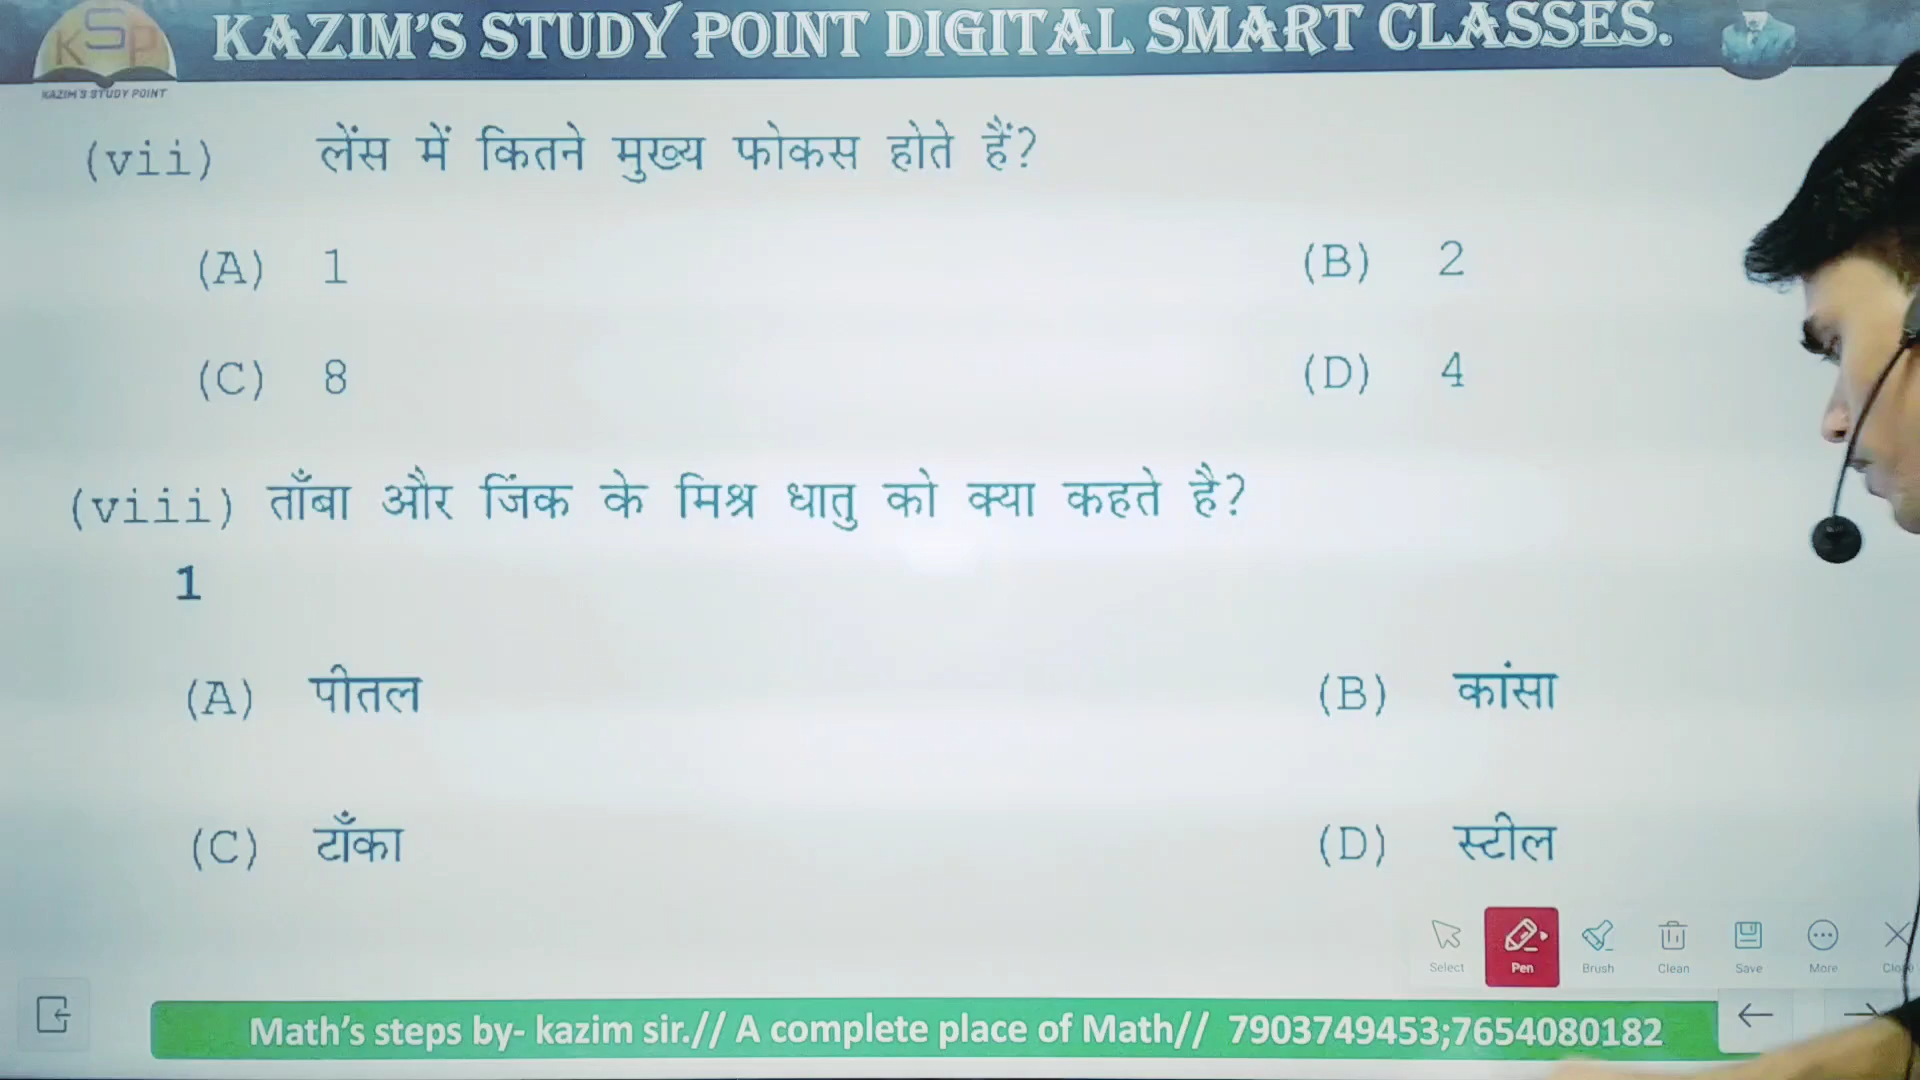 KSP
KAZIM'S STUDY POINT DIGITAL SMART CLASSES.
KAZIM'S STUDY POINT
(vii) लेंस में कितने मुख्य फोकस होते हैं?
(A) 1 (B) 2
(C) 8 (D) 4
(viii) ताँबा और जिंक के मिश्र धातु को क्या कहते है?
1
(A) पीतल (B) कांसा
(C) टाँका (D) स्टील
Select Pen Brush Clean Save More
Math's steps by- kazim sir.// A complete place of Math// 7903749453;7654080182